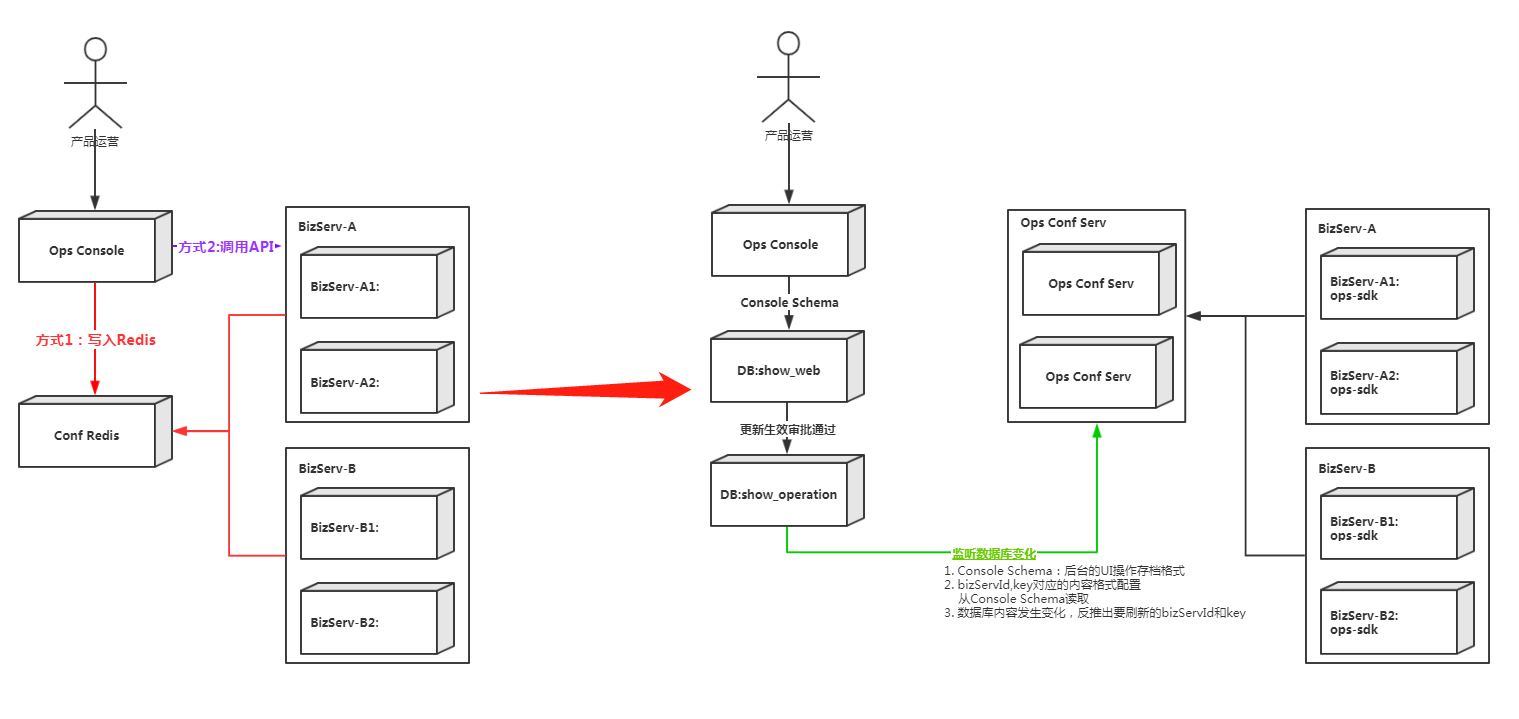 产品运营
Ops Console
方式2:调用API
方式1：写入Redis
Conf Redis
BizServ-A
BizServ-A1:
BizServ-A2:
BizServ-B
BizServ-B1:
BizServ-B2:
产品运营
Ops Console
Console Schema
DB:show_web
更新生效审批通过
DB:show_operation
监听数据库变化
1. Console Schema：后台的UI操作存档格式
2. bizServId,key对应的内容格式配置
从Console Schema读取
3. 数据库内容发生变化，反推出要刷新的bizServId和key
Ops Conf Serv
Ops Conf Serv
Ops Conf Serv
BizServ-A
BizServ-A1:
ops-sdk
BizServ-A2:
ops-sdk
BizServ-B
BizServ-B1:
ops-sdk
BizServ-B2:
ops-sdk